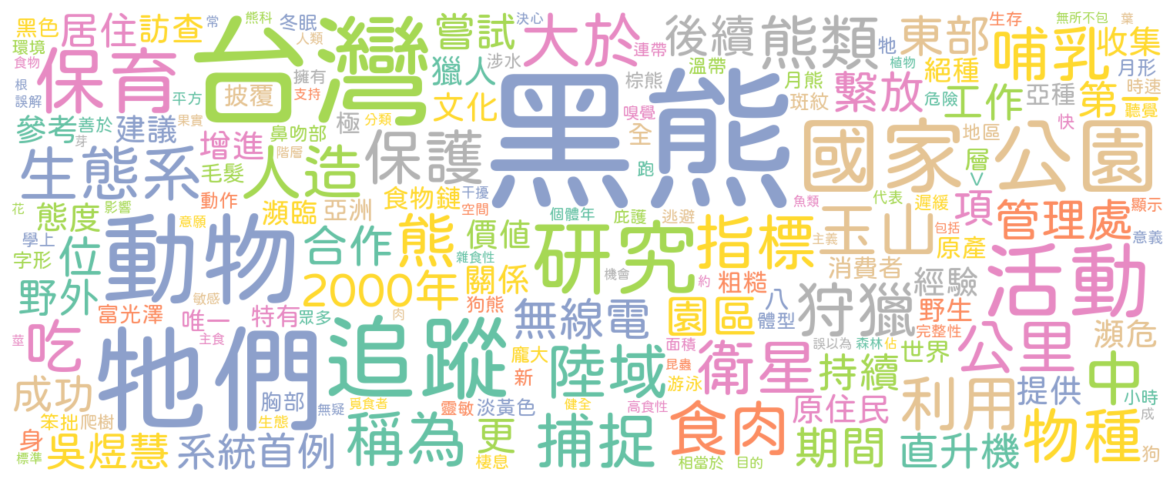 黑熊
台灣
動物
牠們
追蹤
國家公園
研究
活動
保育
大於
熊類
哺乳
後續
東部
收集
嘗試
獵人
文化
居住
訪查
黑色
環境
食物
根
誤解
平方
冬眠
人類
常
熊科
擁有
支持
披覆
果實
分類
決心
涉水
連帶
溫帶
棕熊
嗅覺
全
跑
月熊
斑紋
牠
植物
絕種
危險
繫放
工作
亞種
生存
無所不包
葉
月形
時速
聽覺
快
第一
地區
層
參考
善於
芽
建議
增進
鼻吻部
階層
極
保護
生態系
人造
毛髮
動作
食物鏈
干擾
空間
花
影響
態度
學上
字形
位
意願
瀕臨
亞洲
合作
熊
價值
個體年
庇護
逃避
魚類
代表
遲緩
包括
項
管理處
顯示
意義
原產
玉山
主義
指標
雜食性
機會
約
粗糙
消費者
八
體型
經驗
野生
完整性
狩獵
野外
敏感
2000年
關係
狗熊
肉
富光澤
唯一
特有
眾多
主食
莖
吃
無線電
園區
面積
昆蟲
誤以為
森林
佔
世界
公里
瀕危
衛星
持續
龐大
新
陸域
游泳
成功
胸部
無疑
覓食者
靈敏
淡黃色
健全
高食性
原住民
利用
提供
中
小時
成
笨拙
爬樹
生態
身
標準
吳煜慧
系統首例
稱為
更
棲息
捕捉
食肉
相當於
目的
期間
直升機
物種
狗